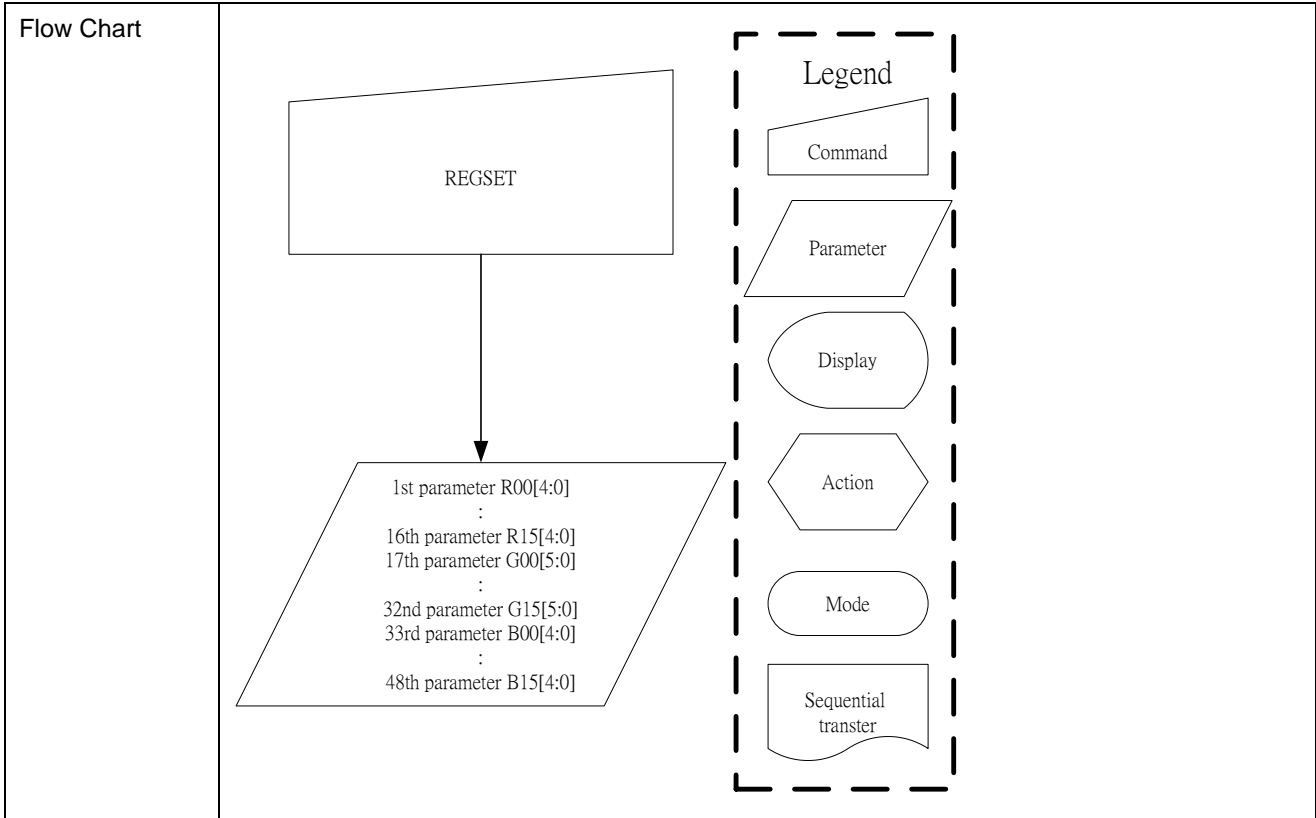 Flow Chart
REGSET
1st parameter R00[4:0]
:
16th parameter R15[4:0]
17th parameter G00[5:0]
:
32nd parameter G15[5:0]
33rd parameter B00[4:0]
:
48th parameter B15[4:0]
Legend
Command
Parameter
Display
Action
Mode
Sequential
transter